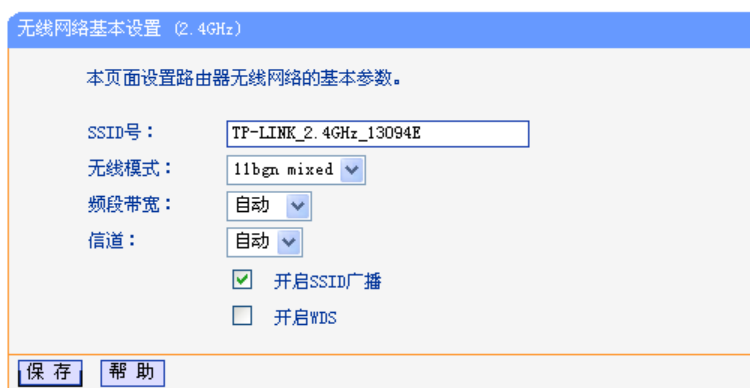 无线网络基本设置 (2.4GHz)
本页面设置路由器无线网络的基本参数。
SSID号： TP-LINK_2.4GHz_13094E
无线模式： 11bgn mixed
频段带宽： 自动
信道： 自动
开启SSID广播
开启WDS
保 存 帮 助